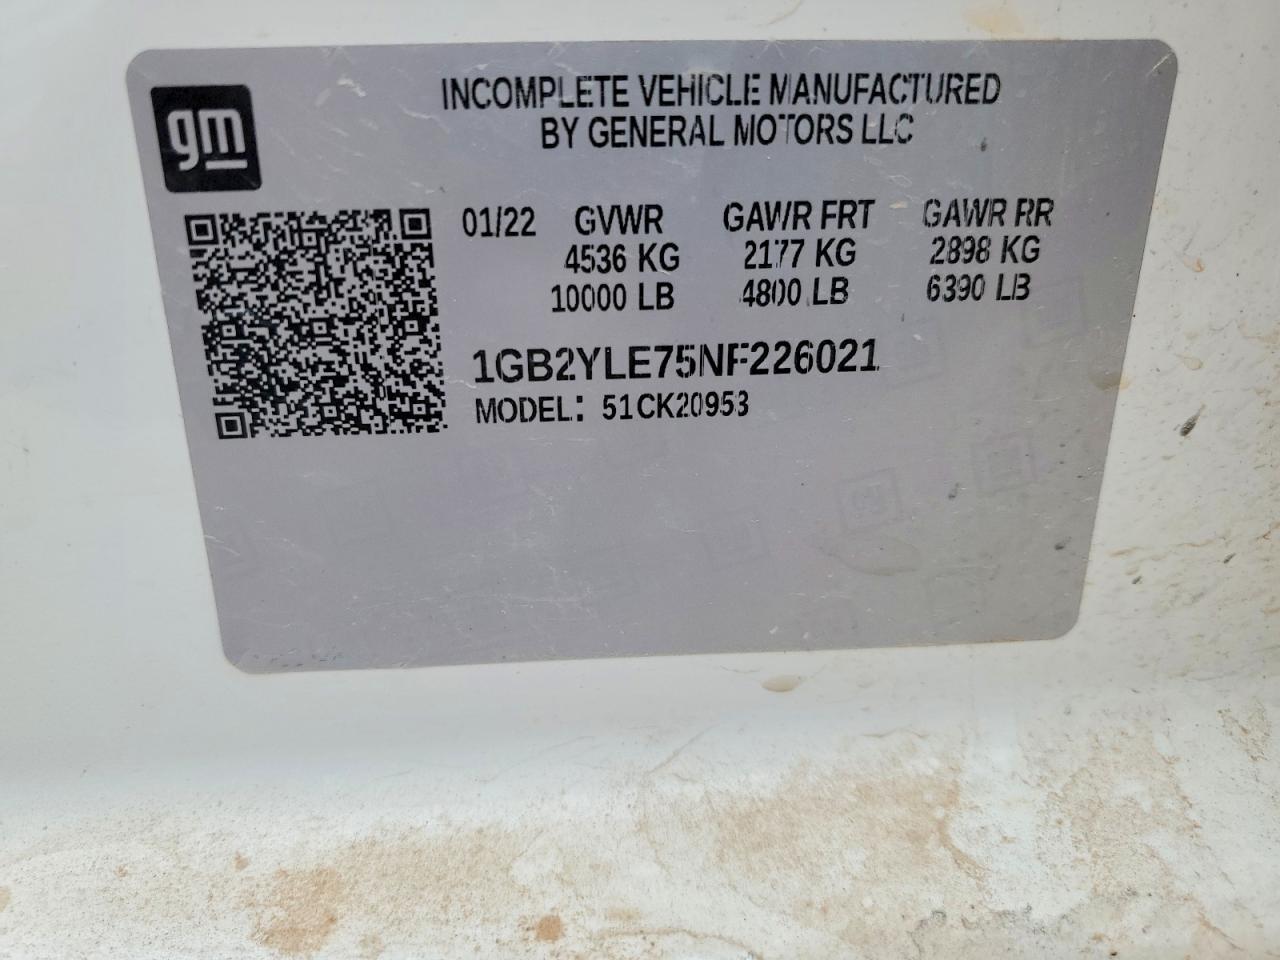 gm
INCOMPLETE VEHICLE MANUFACTURED
BY GENERAL MOTORS LLC
01/22 GVWR GAWR FRT GAWR RR
4536 KG 2177 KG 2898 KG
10000 LB 4800 LB 6390 LB
1GB2YLE75NF226021
MODEL: 51CK20953